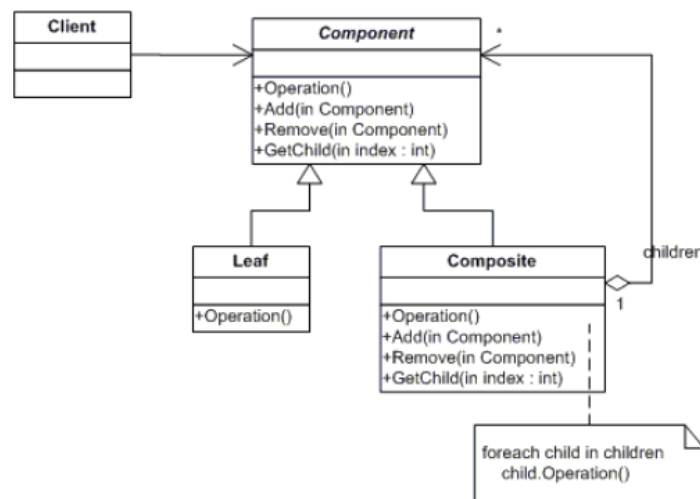 Client
Component
*
+Operation()
+Add(in Component)
+Remove(in Component)
+GetChild(in index : int)
Leaf
+Operation()
Composite
children
1
+Operation()
+Add(in Component)
+Remove(in Component)
+GetChild(in index : int)
foreach child in children
child.Operation()